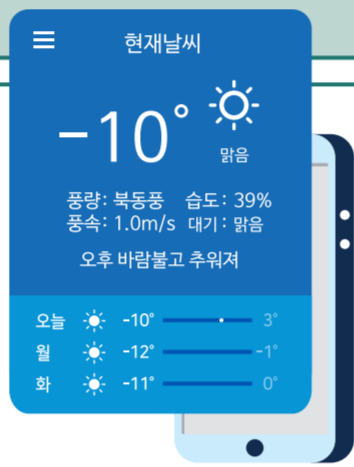 현재날씨
-10°
맑음
풍량: 북동풍 습도: 39%
풍속: 1.0m/s 대기: 맑음
오후 바람불고 추워져
오늘 -10° 3°
월 -12° -1°
화 -11° 0°